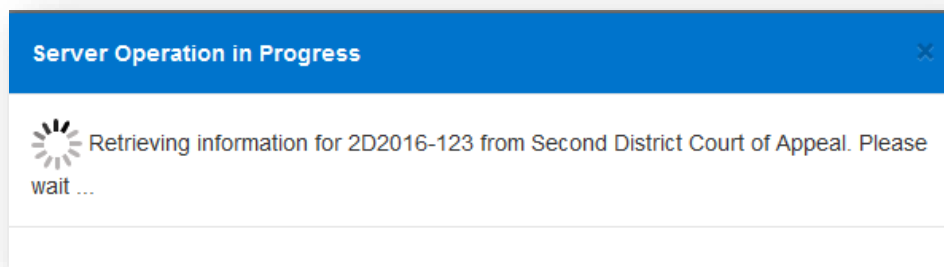 Server Operation in Progress
Retrieving information for 2D2016-123 from Second District Court of Appeal. Please
wait ...